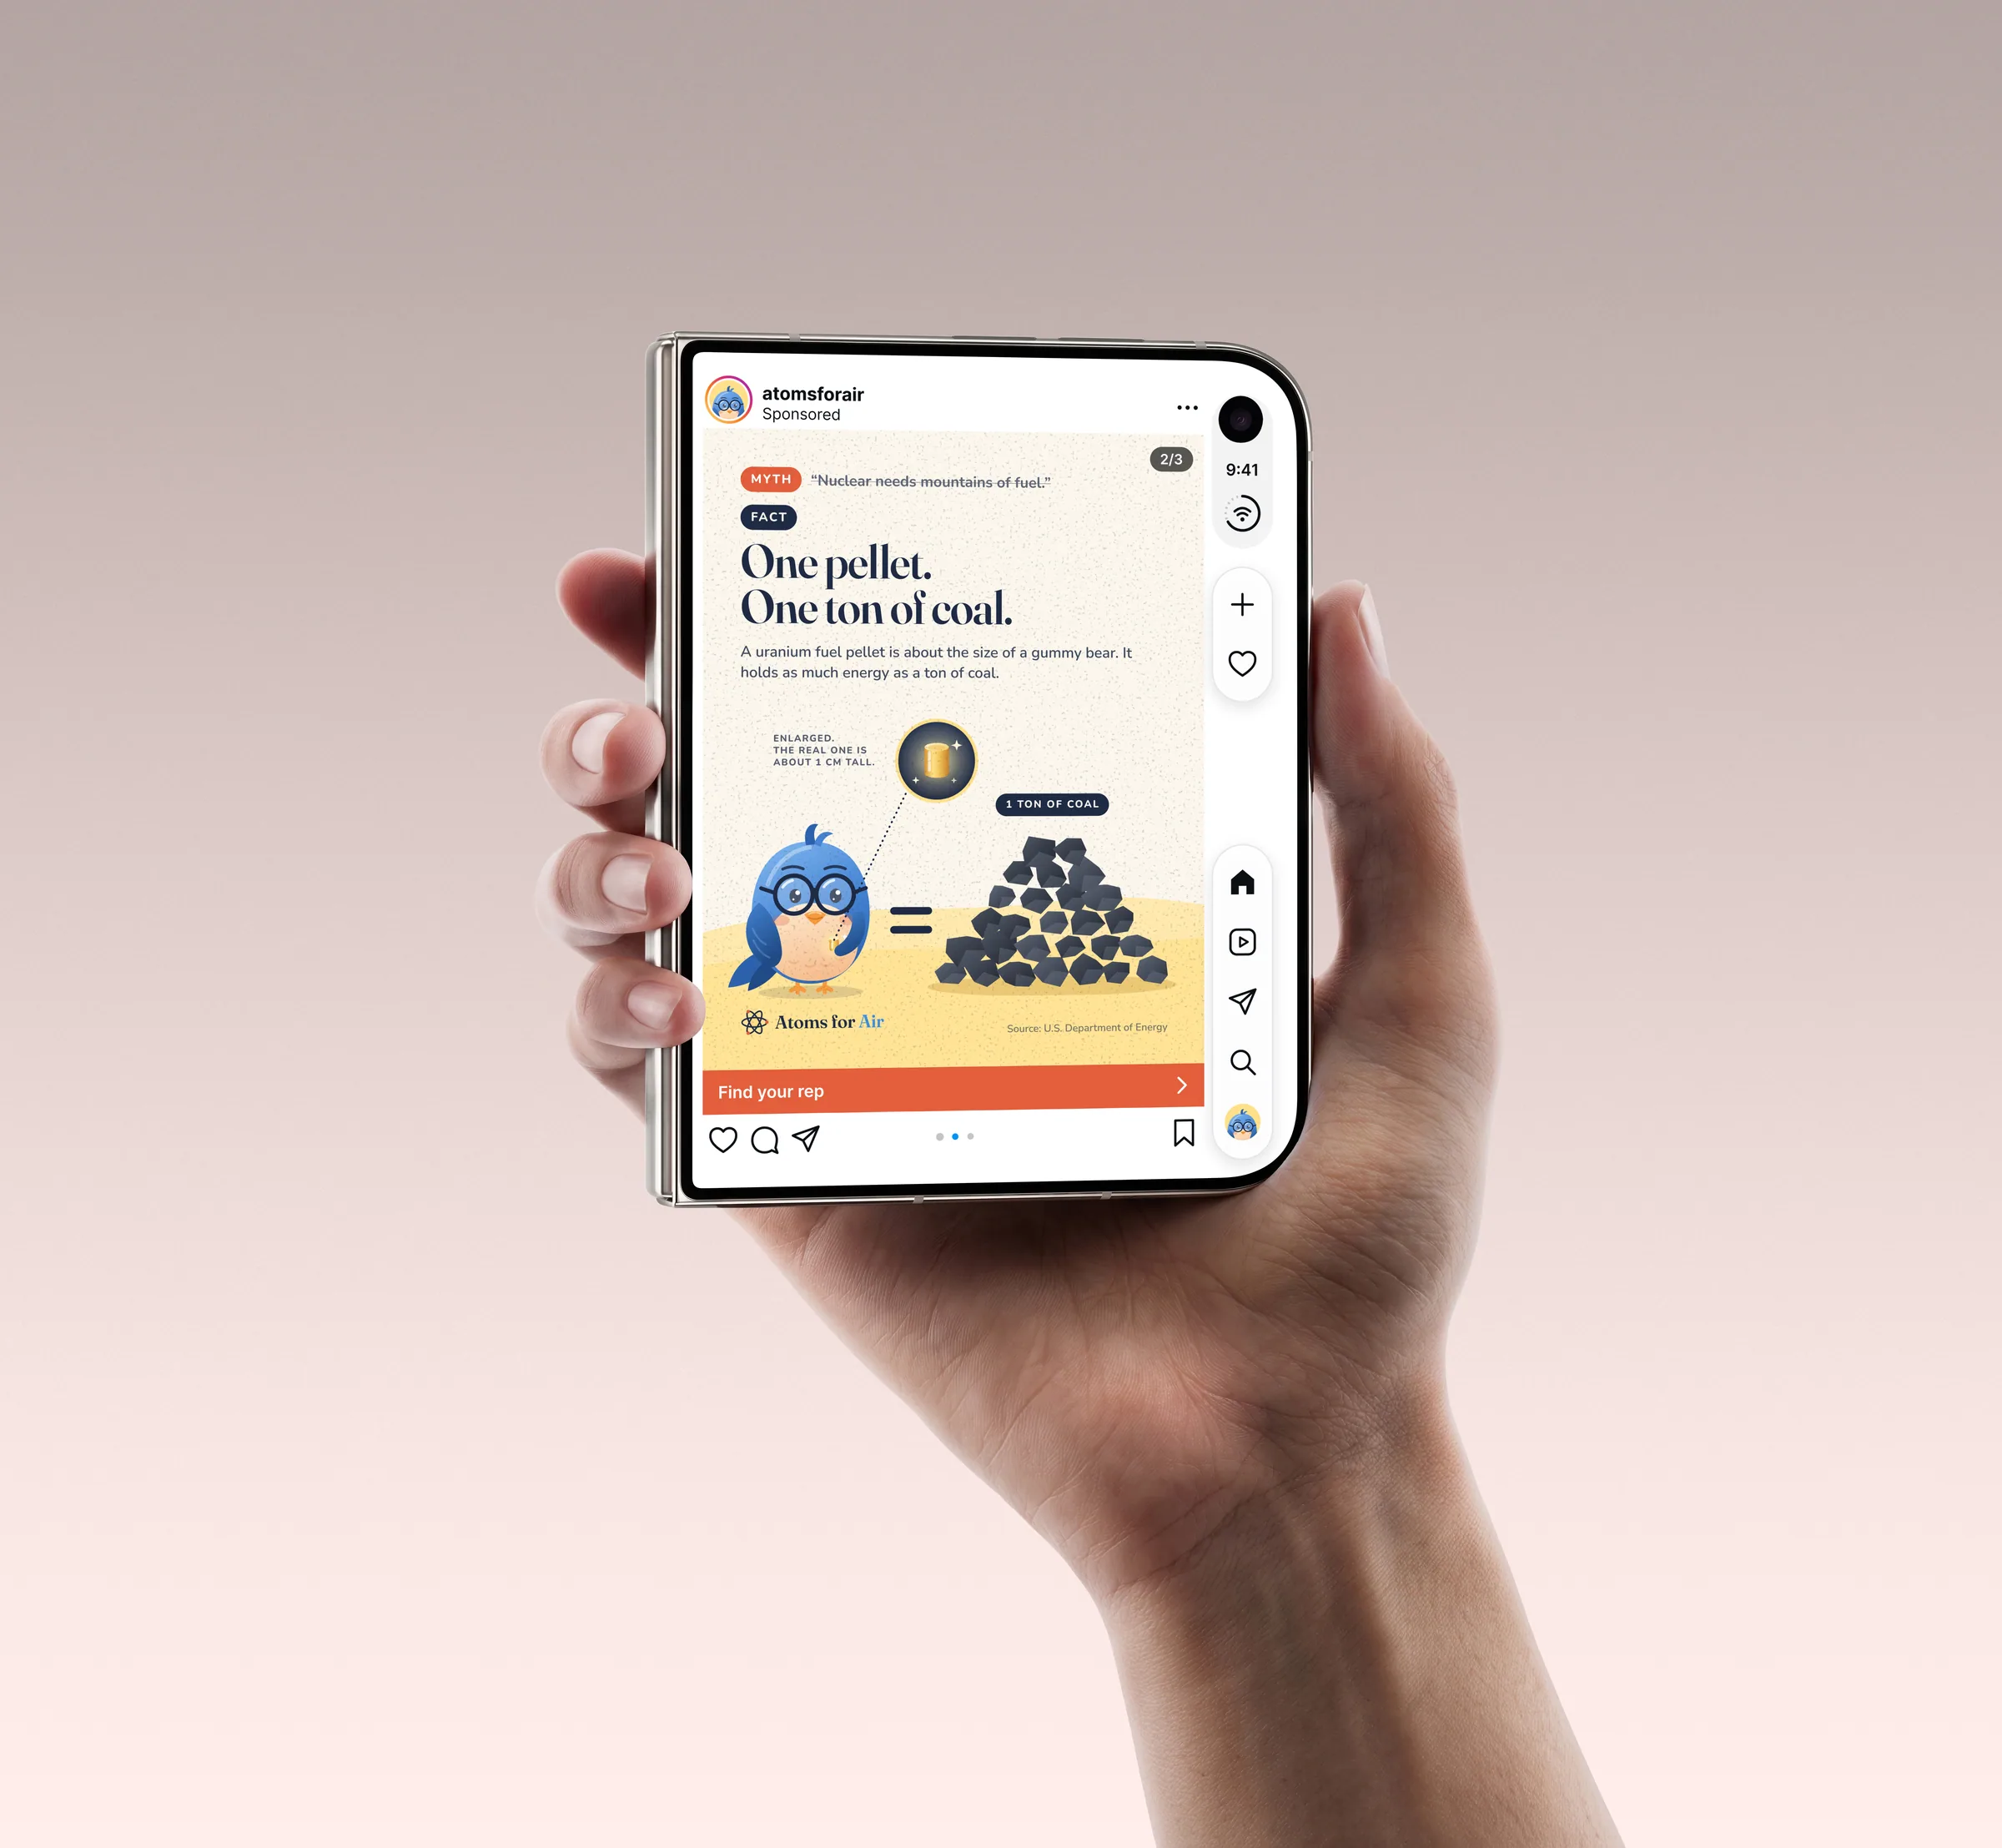 atomsforair
Sponsored
9:41
2/3
MYTH “Nuclear needs mountains of fuel.”
FACT
One pellet.
One ton of coal.
A uranium fuel pellet is about the size of a gummy bear. It
holds as much energy as a ton of coal.
ENLARGED.
THE REAL ONE IS
ABOUT 1 CM TALL.
1 TON OF COAL
Atoms for Air
Source: U.S. Department of Energy
Find your rep